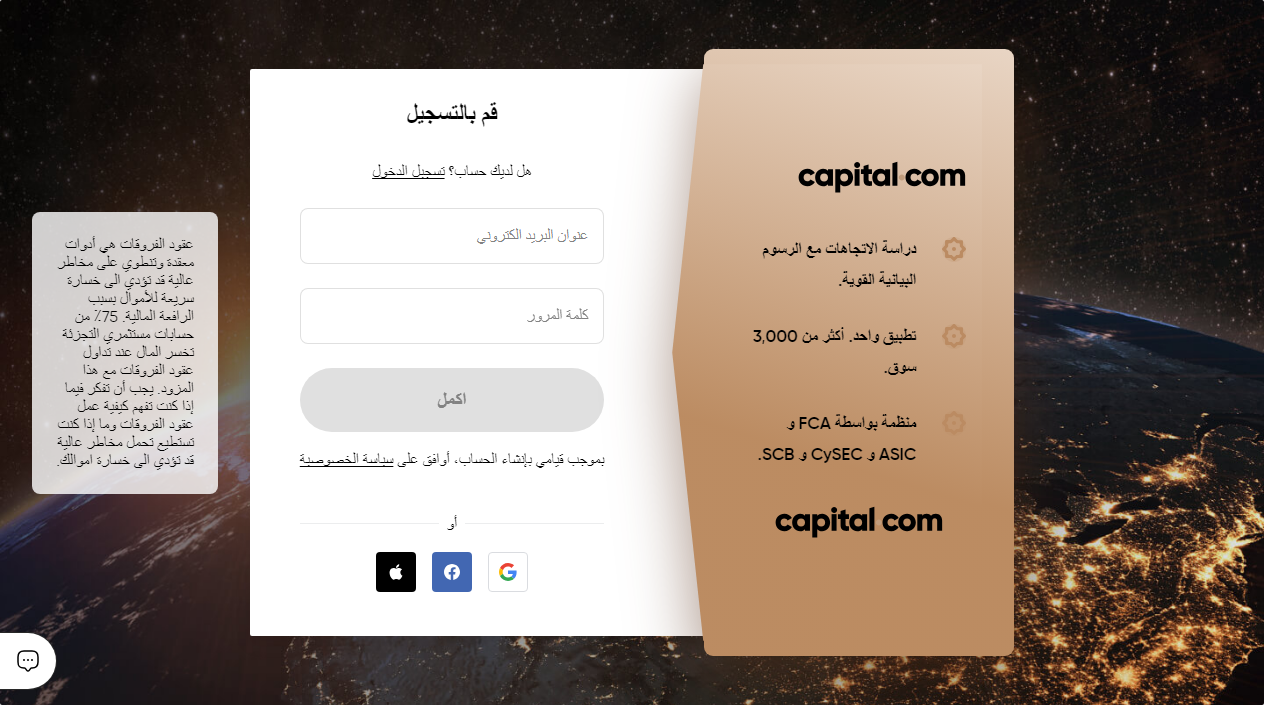 capital.com
دراسة الاتجاهات مع الرسوم
البيانية القوية.
تطبيق واحد. أكثر من 3,000
سوق.
منظمة بواسطة FCA و
ASIC و CySEC و SCB.
capital.com
قم بالتسجيل
هل لديك حساب؟ تسجيل الدخول
عنوان البريد الكتروني
كلمة المرور
اكمل
بموجب قيامي بإنشاء الحساب، أوافق على سياسة الخصوصية
أو
عقود الفروقات هي أدوات
معقدة وتنطوي على مخاطر
عالية قد تؤدي الى خسارة
سريعة للأموال بسبب
الرافعة المالية. 75٪ من
حسابات مستثمري التجزئة
تخسر المال عند تداول
عقود الفروقات مع هذا
المزود. يجب أن تفكر فيما
إذا كنت تفهم كيفية عمل
عقود الفروقات وما إذا كنت
تستطيع تحمل مخاطر عالية
قد تؤدي الى خسارة اموالك.